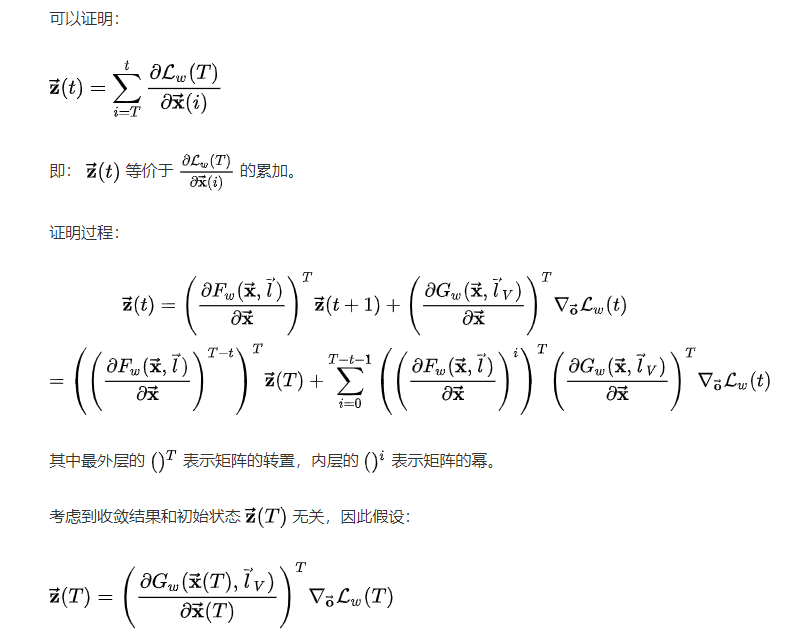 可以证明：
$$\vec{\mathbf{z}}(t)=\sum_{i=T}^{t}\frac{\partial \mathcal{L}_w(T)}{\partial \vec{\mathbf{x}}(i)}$$
即： $\vec{\mathbf{z}}(t)$ 等价于 $\frac{\partial \mathcal{L}_w(T)}{\partial \vec{\mathbf{x}}(i)}$ 的累加。
证明过程：
$$\vec{\mathbf{z}}(t)=\left(\frac{\partial F_w(\vec{\mathbf{x}},\vec{l})}{\partial \vec{\mathbf{x}}}\right)^T\vec{\mathbf{z}}(t+1)+\left(\frac{\partial G_w(\vec{\mathbf{x}},\vec{l}_V)}{\partial \vec{\mathbf{x}}}\right)^T\nabla_{\vec{\mathbf{o}}}\mathcal{L}_w(t)$$
$$=\left(\left(\frac{\partial F_w(\vec{\mathbf{x}},\vec{l})}{\partial \vec{\mathbf{x}}}\right)^{T-t}\right)^T\vec{\mathbf{z}}(T)+\sum_{i=0}^{T-t-1}\left(\left(\frac{\partial F_w(\vec{\mathbf{x}},\vec{l})}{\partial \vec{\mathbf{x}}}\right)^i\right)^T\left(\frac{\partial G_w(\vec{\mathbf{x}},\vec{l}_V)}{\partial \vec{\mathbf{x}}}\right)^T\nabla_{\vec{\mathbf{o}}}\mathcal{L}_w(t)$$
其中最外层的 $()^T$ 表示矩阵的转置，内层的 $()^i$ 表示矩阵的幂。
考虑到收敛结果和初始状态 $\vec{\mathbf{z}}(T)$ 无关，因此假设：
$$\vec{\mathbf{z}}(T)=\left(\frac{\partial G_w(\vec{\mathbf{x}}(T),\vec{l}_V)}{\partial \vec{\mathbf{x}}(T)}\right)^T\nabla_{\vec{\mathbf{o}}}\mathcal{L}_w(T)$$